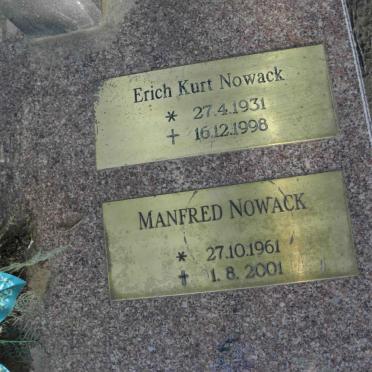 Erich Kurt Nowack
* 27.4.1931
† 16.12.1998
MANFRED NOWACK
* 27.10.1961
† 1.8.2001